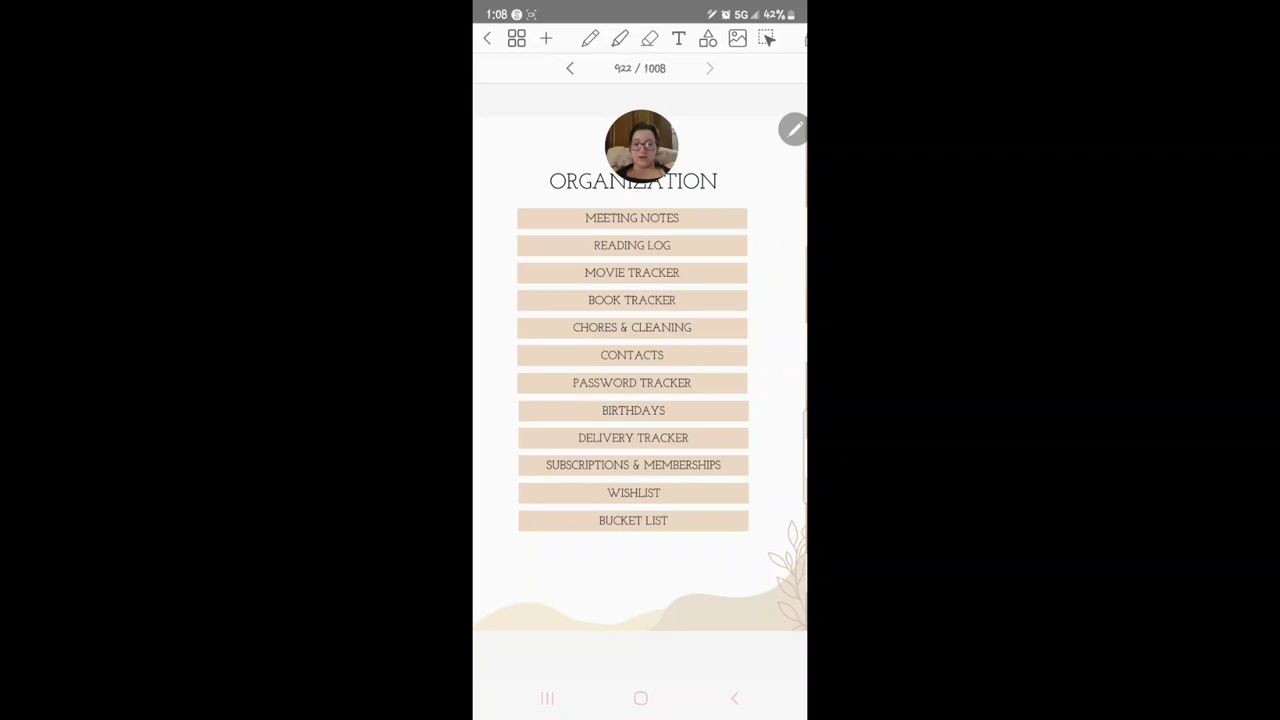 1:08
5G 42%
922 / 1008
ORGANIZATION
MEETING NOTES
READING LOG
MOVIE TRACKER
BOOK TRACKER
CHORES & CLEANING
CONTACTS
PASSWORD TRACKER
BIRTHDAYS
DELIVERY TRACKER
SUBSCRIPTIONS & MEMBERSHIPS
WISHLIST
BUCKET LIST